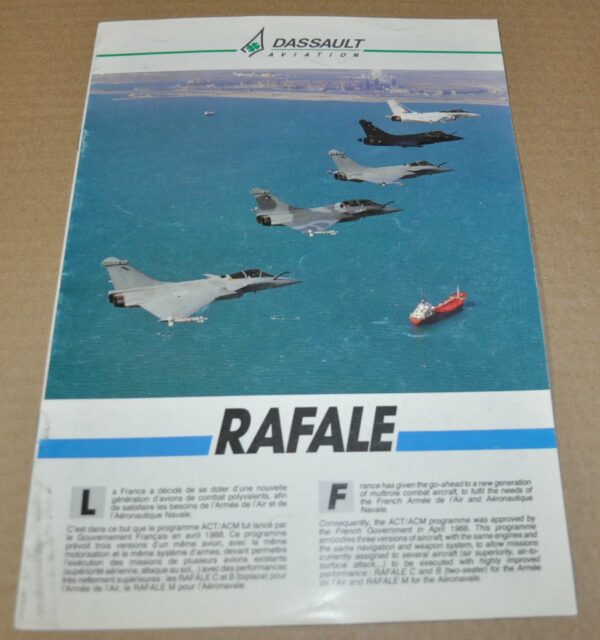 DASSAULT
AVIATION
RAFALE
La France a décidé de se doter d'une nouvelle
génération d'avions de combat polyvalents, afin
de satisfaire les besoins de l'Armée de l'Air et de
l'Aéronautique Navale.
C'est dans ce but que le programme ACT/ACM fut lancé par
le Gouvernement Français en avril 1988. Ce programme
prévoit trois versions d'un même avion, avec la même
motorisation et le même système d'armes, devant permettre
l'exécution des missions de plusieurs avions existants
(supériorité aérienne, attaque au sol...) avec des performances
très nettement supérieures : les RAFALE C et B (biplace) pour
l'Armée de l'Air, le RAFALE M pour l'Aéronavale.
France has given the go-ahead to a new generation
of multirole combat aircraft, to fulfil the needs of
the French Armée de l'Air and Aéronautique
Navale.
Consequently, the ACT/ACM programme was approved by
the French Government in April 1988. This programme
embodies three versions of aircraft, with the same engines and
the same navigation and weapon system, to allow missions
currently assigned to several aircraft (air superiority, air-to-
surface attack,..) to be executed with highly improved
performance : RAFALE C and B (two-seater) for the Armée
de l'Air and RAFALE M for the Aéronavale.